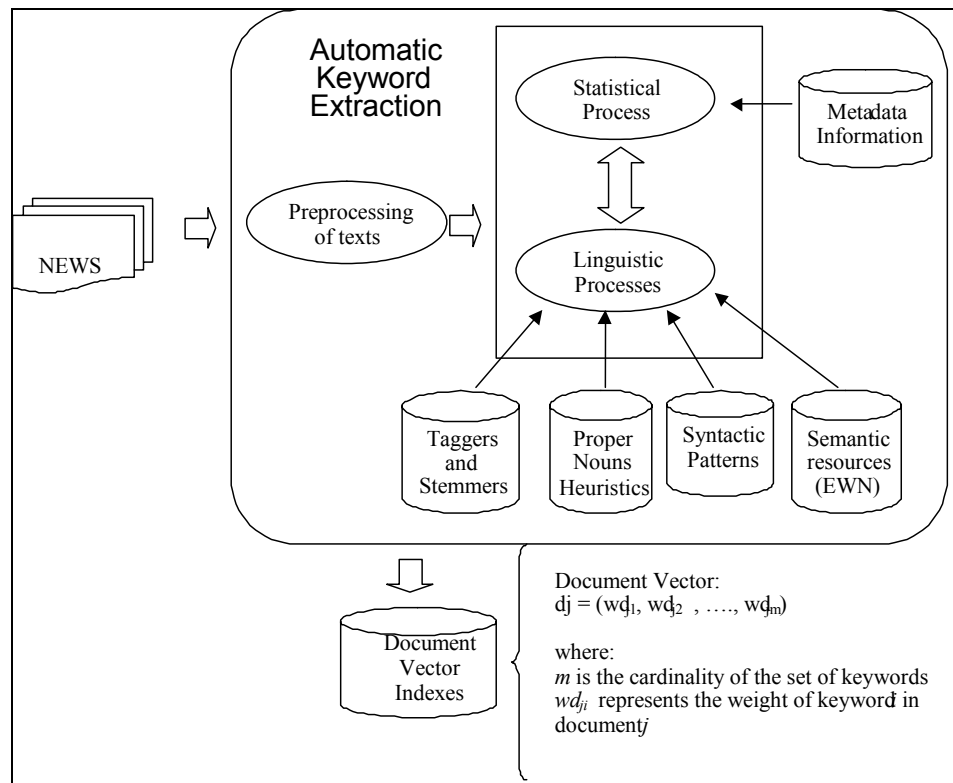 Automatic
Keyword
Extraction
Statistical
Process
Metadata
Information
NEWS
Preprocessing
of texts
Linguistic
Processes
Taggers
and
Stemmers
Proper
Nouns
Heuristics
Syntactic
Patterns
Semantic
resources
(EWN)
Document
Vector
Indexes
Document Vector:
dj = (wdj1, wdj2 , …., wdjm)
where:
m is the cardinality of the set of keywords
wdji represents the weight of keyword i in
document j